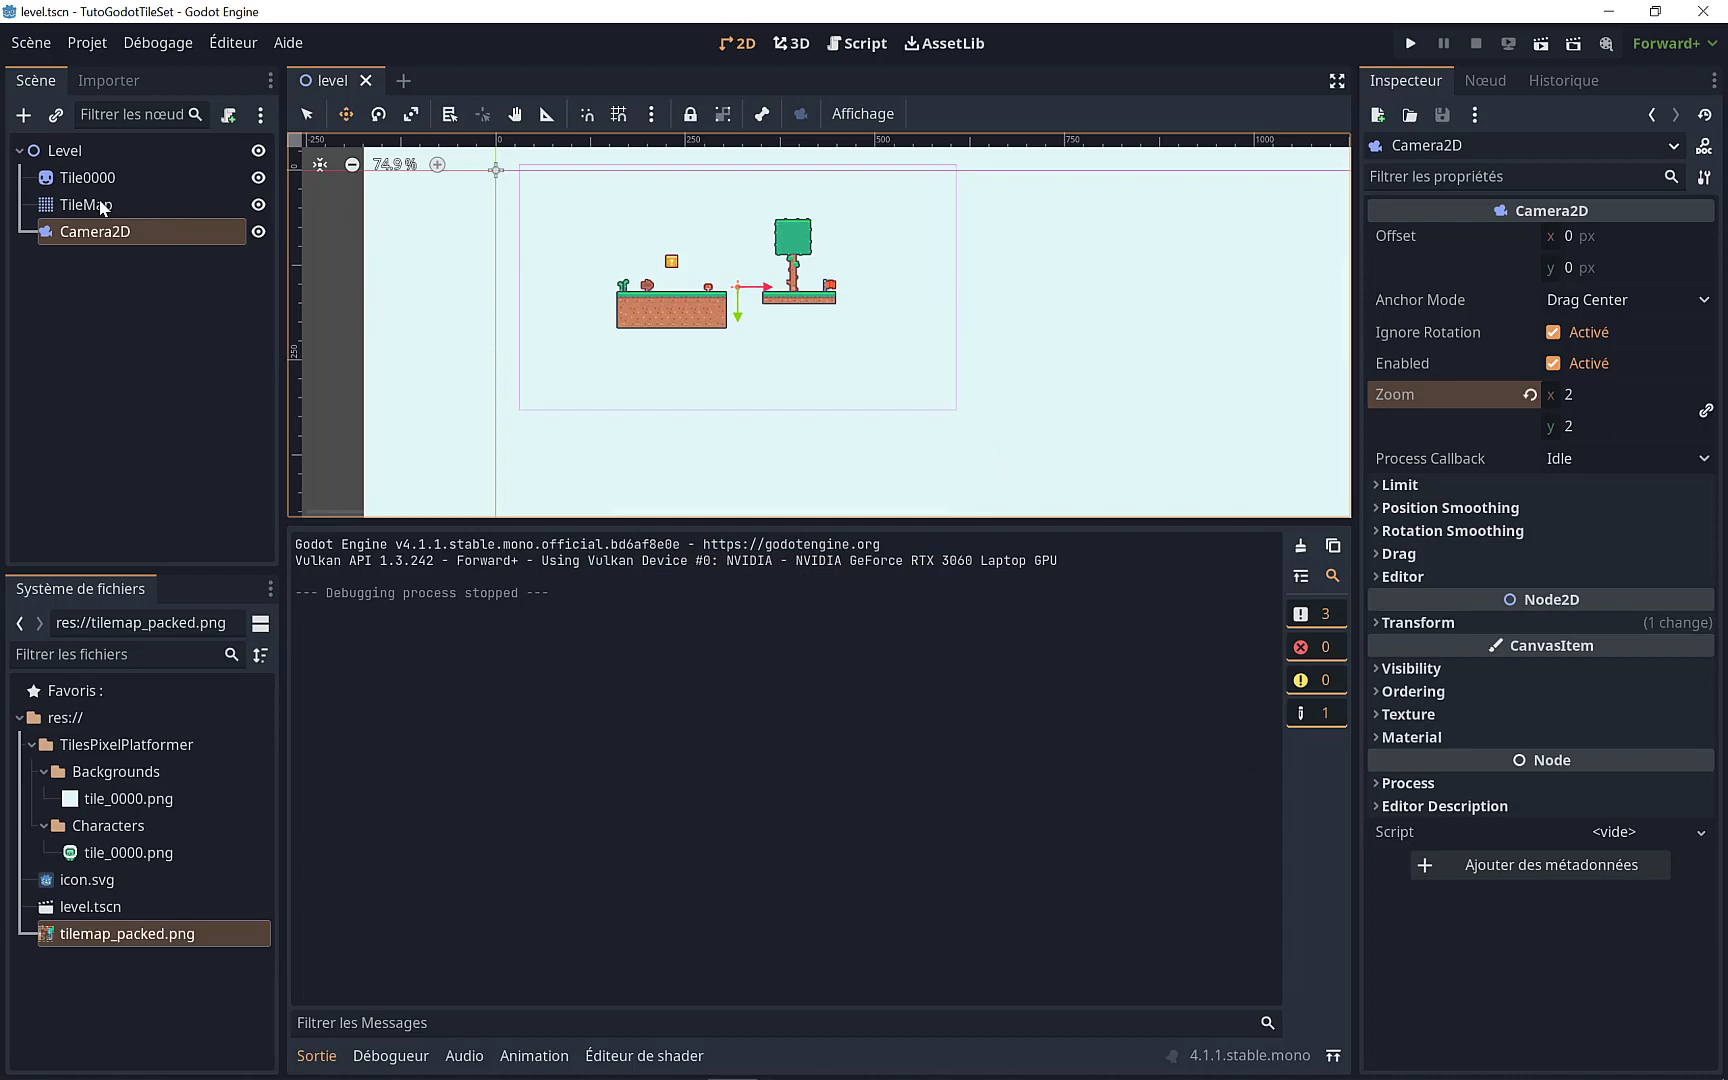 level.tscn - TutoGodotTileSet - Godot Engine
Scène Projet Débogage Éditeur Aide
2D 3D Script AssetLib
Forward+
Scène Importer
level
Inspecteur Nœud Historique
Filtrer les nœud
Affichage
Level
Tile0000
TileMap
Camera2D
-250 0 250 500 750 1000
74.9 %
0
250
Camera2D
DOC
Filtrer les propriétés
Camera2D
Offset x 0 px
y 0 px
Anchor Mode Drag Center
Ignore Rotation Activé
Enabled Activé
Zoom x 2
y 2
Process Callback Idle
Limit
Position Smoothing
Rotation Smoothing
Drag
Editor
Node2D
Transform (1 change)
CanvasItem
Visibility
Ordering
Texture
Material
Node
Process
Editor Description
Script <vide>
Ajouter des métadonnées
Godot Engine v4.1.1.stable.mono.official.bd6af8e0e - https://godotengine.org
Vulkan API 1.3.242 - Forward+ - Using Vulkan Device #0: NVIDIA - NVIDIA GeForce RTX 3060 Laptop GPU
--- Debugging process stopped ---
3
0
0
1
Système de fichiers
res://tilemap_packed.png
Filtrer les fichiers
Favoris :
res://
TilesPixelPlatformer
Backgrounds
tile_0000.png
Characters
tile_0000.png
icon.svg
level.tscn
tilemap_packed.png
Filtrer les Messages
Sortie Débogueur Audio Animation Éditeur de shader
4.1.1.stable.mono